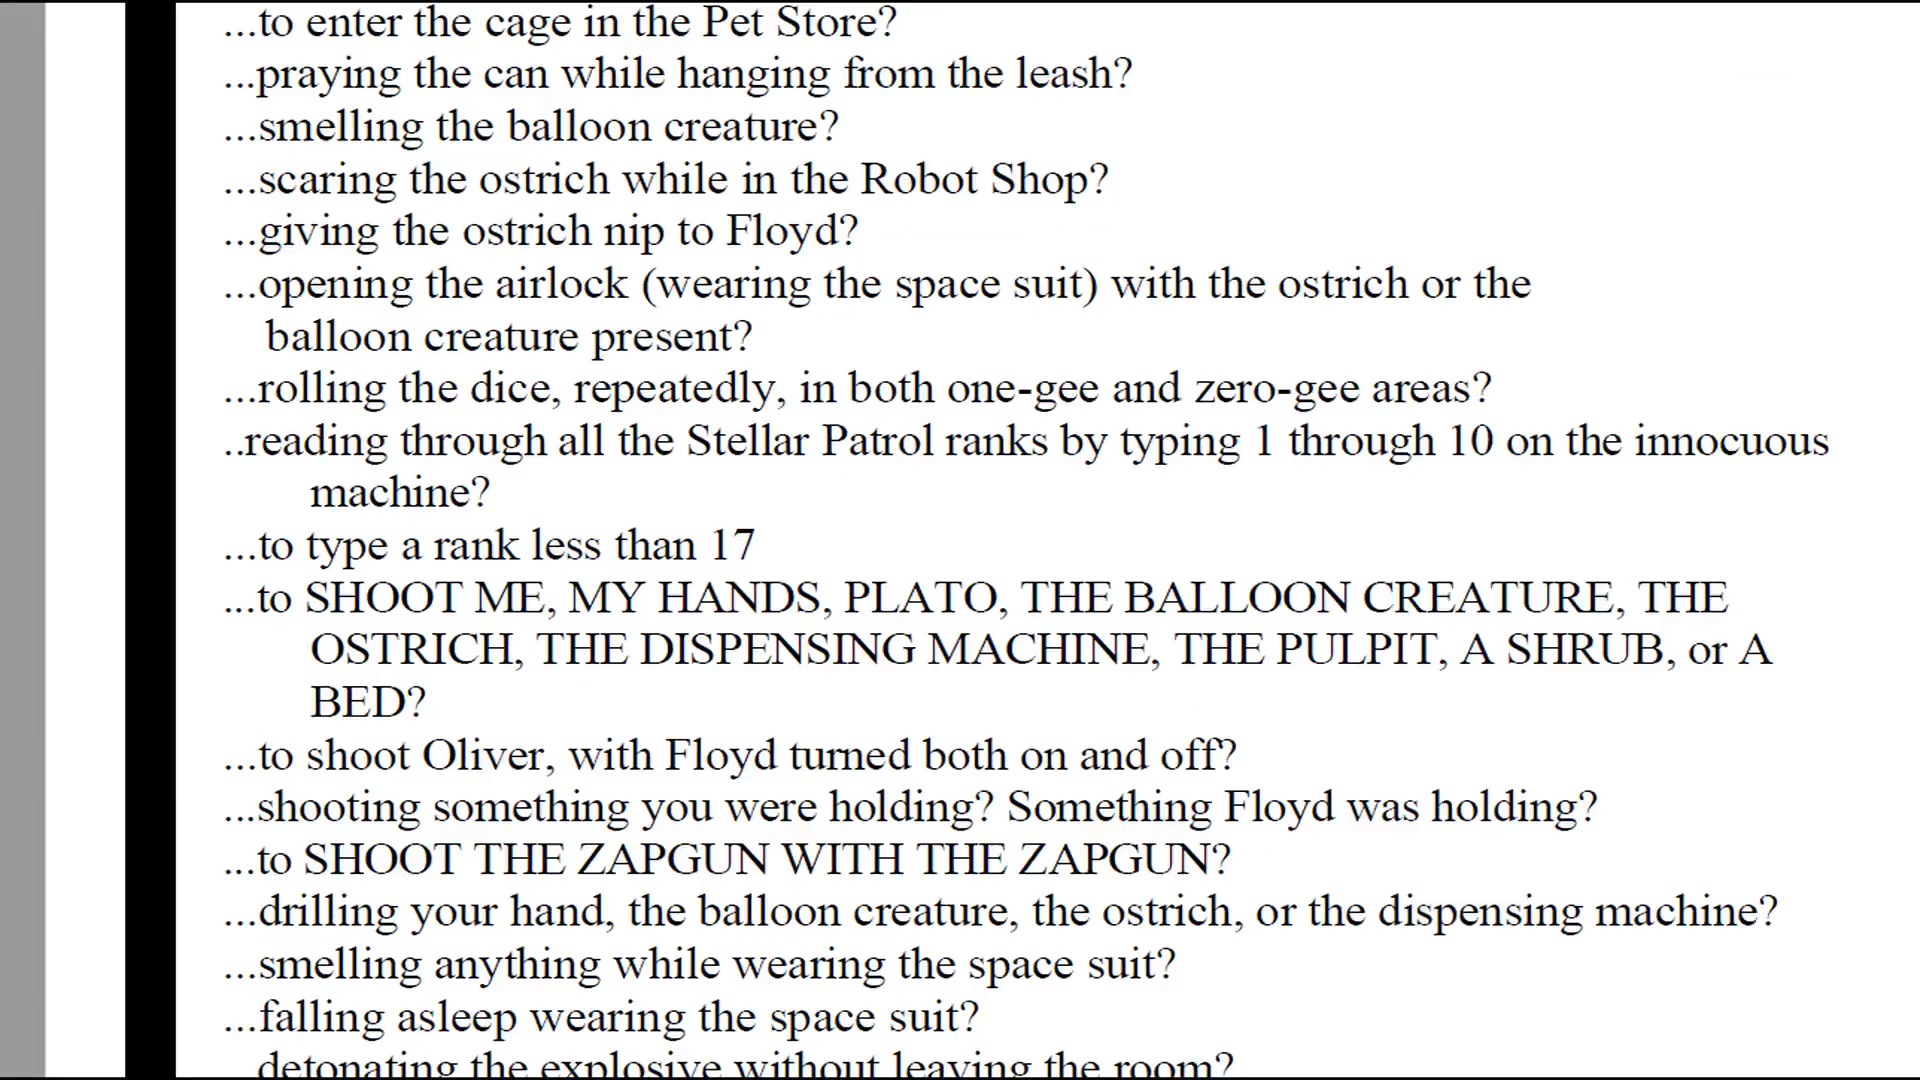 ...to enter the cage in the Pet Store?
...praying the can while hanging from the leash?
...smelling the balloon creature?
...scaring the ostrich while in the Robot Shop?
...giving the ostrich nip to Floyd?
...opening the airlock (wearing the space suit) with the ostrich or the
balloon creature present?
...rolling the dice, repeatedly, in both one-gee and zero-gee areas?
..reading through all the Stellar Patrol ranks by typing 1 through 10 on the innocuous
machine?
...to type a rank less than 17
...to SHOOT ME, MY HANDS, PLATO, THE BALLOON CREATURE, THE
OSTRICH, THE DISPENSING MACHINE, THE PULPIT, A SHRUB, or A
BED?
...to shoot Oliver, with Floyd turned both on and off?
...shooting something you were holding? Something Floyd was holding?
...to SHOOT THE ZAPGUN WITH THE ZAPGUN?
...drilling your hand, the balloon creature, the ostrich, or the dispensing machine?
...smelling anything while wearing the space suit?
...falling asleep wearing the space suit?
detonating the explosive without leaving the room?